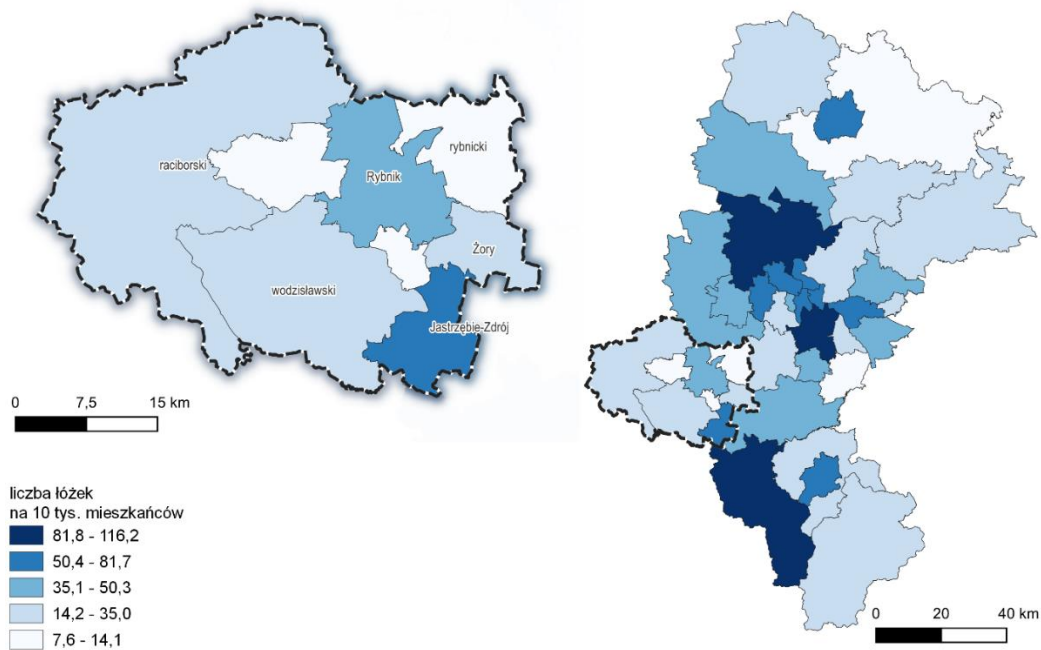 rybnicki
raciborski
Rybnik
Żory
wodzisławski
Jastrzębie-Zdrój
0 7,5 15 km
liczba łóżek
na 10 tys. mieszkańców
81,8 - 116,2
50,4 - 81,7
35,1 - 50,3
14,2 - 35,0
7,6 - 14,1
0 20 40 km